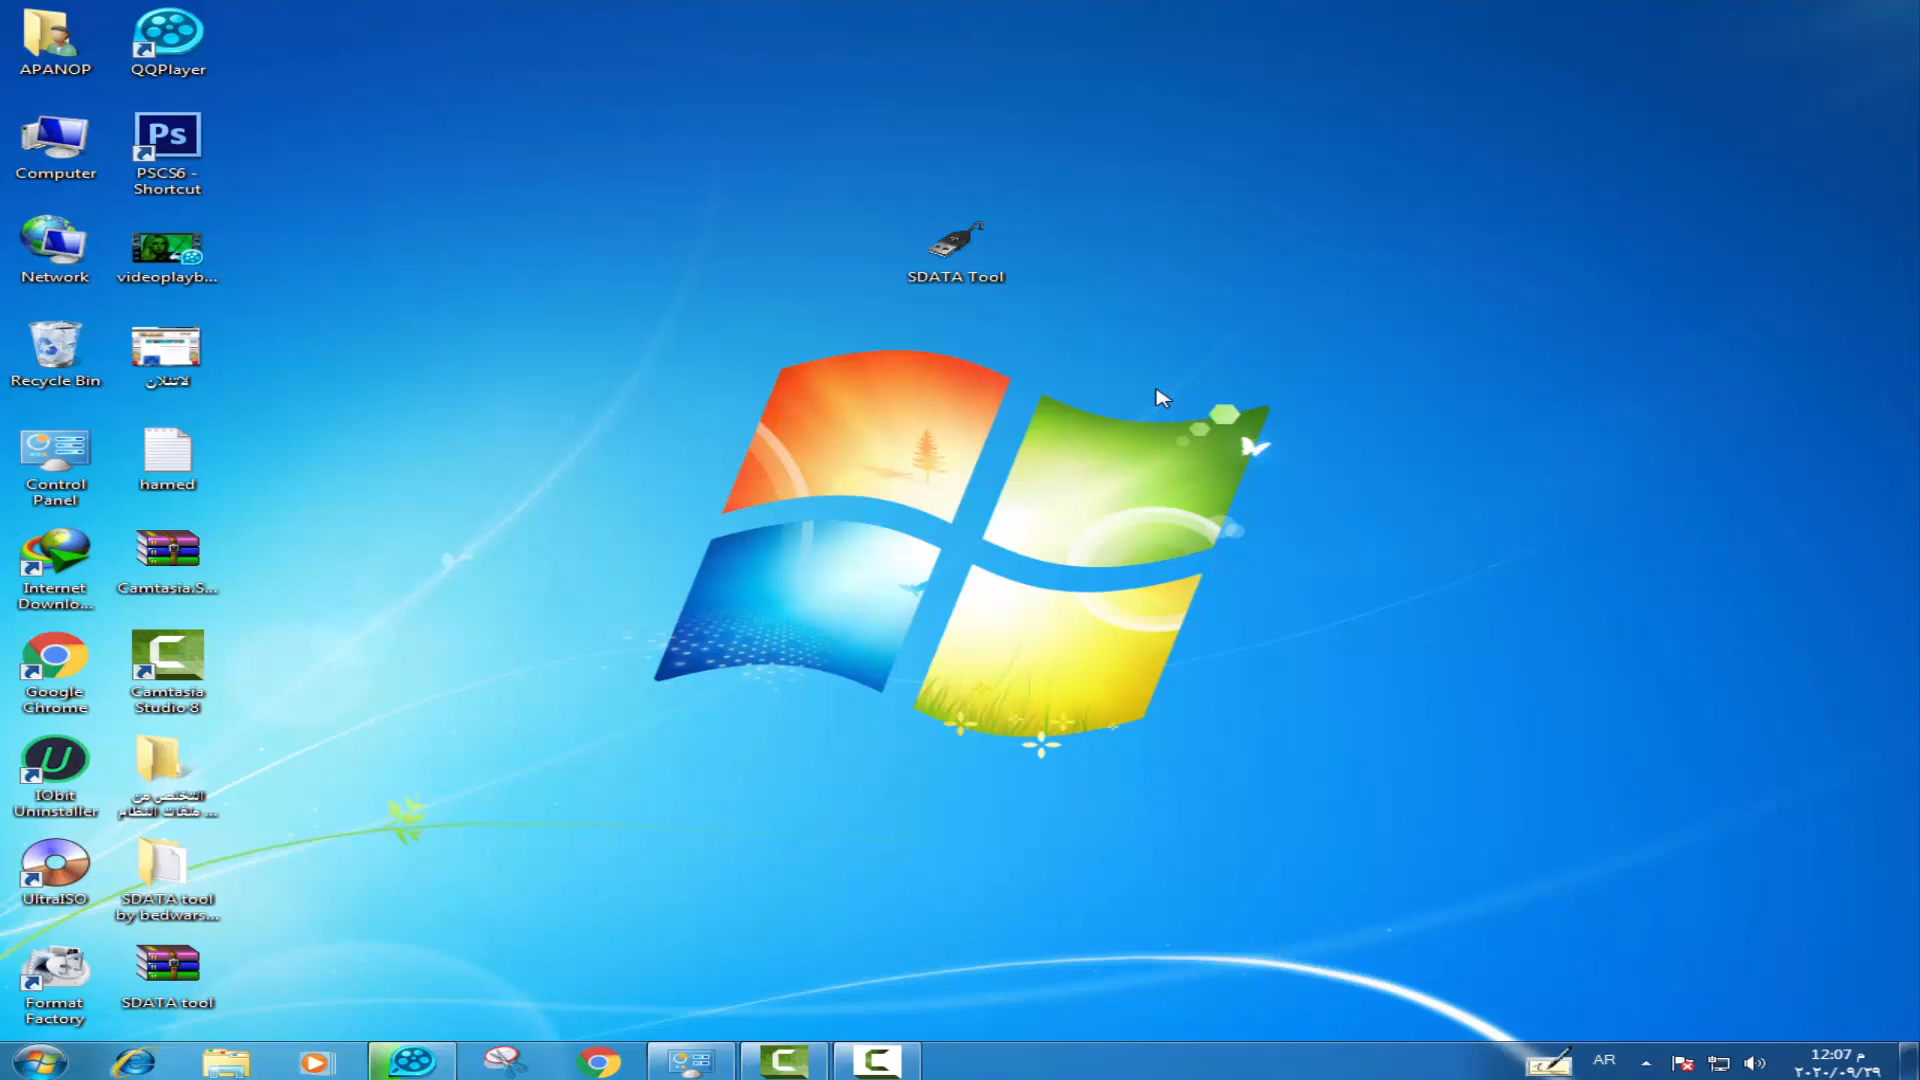 APANOP
QQPlayer
Computer
Ps
PSCS6 -
Shortcut
Network
videoplayb...
SDATA Tool
Recycle Bin
لاتتلان
Control
Panel
hamed
Internet
Downlo...
Camtasia.S...
Google
Chrome
Camtasia
Studio 8
IObit
Uninstaller
التخلص من
ملفات النظام ...
UltraISO
SDATA tool
by bedwars...
Format
Factory
SDATA tool
AR
12:07 م
٢٠٢٠/٠٩/٢٩